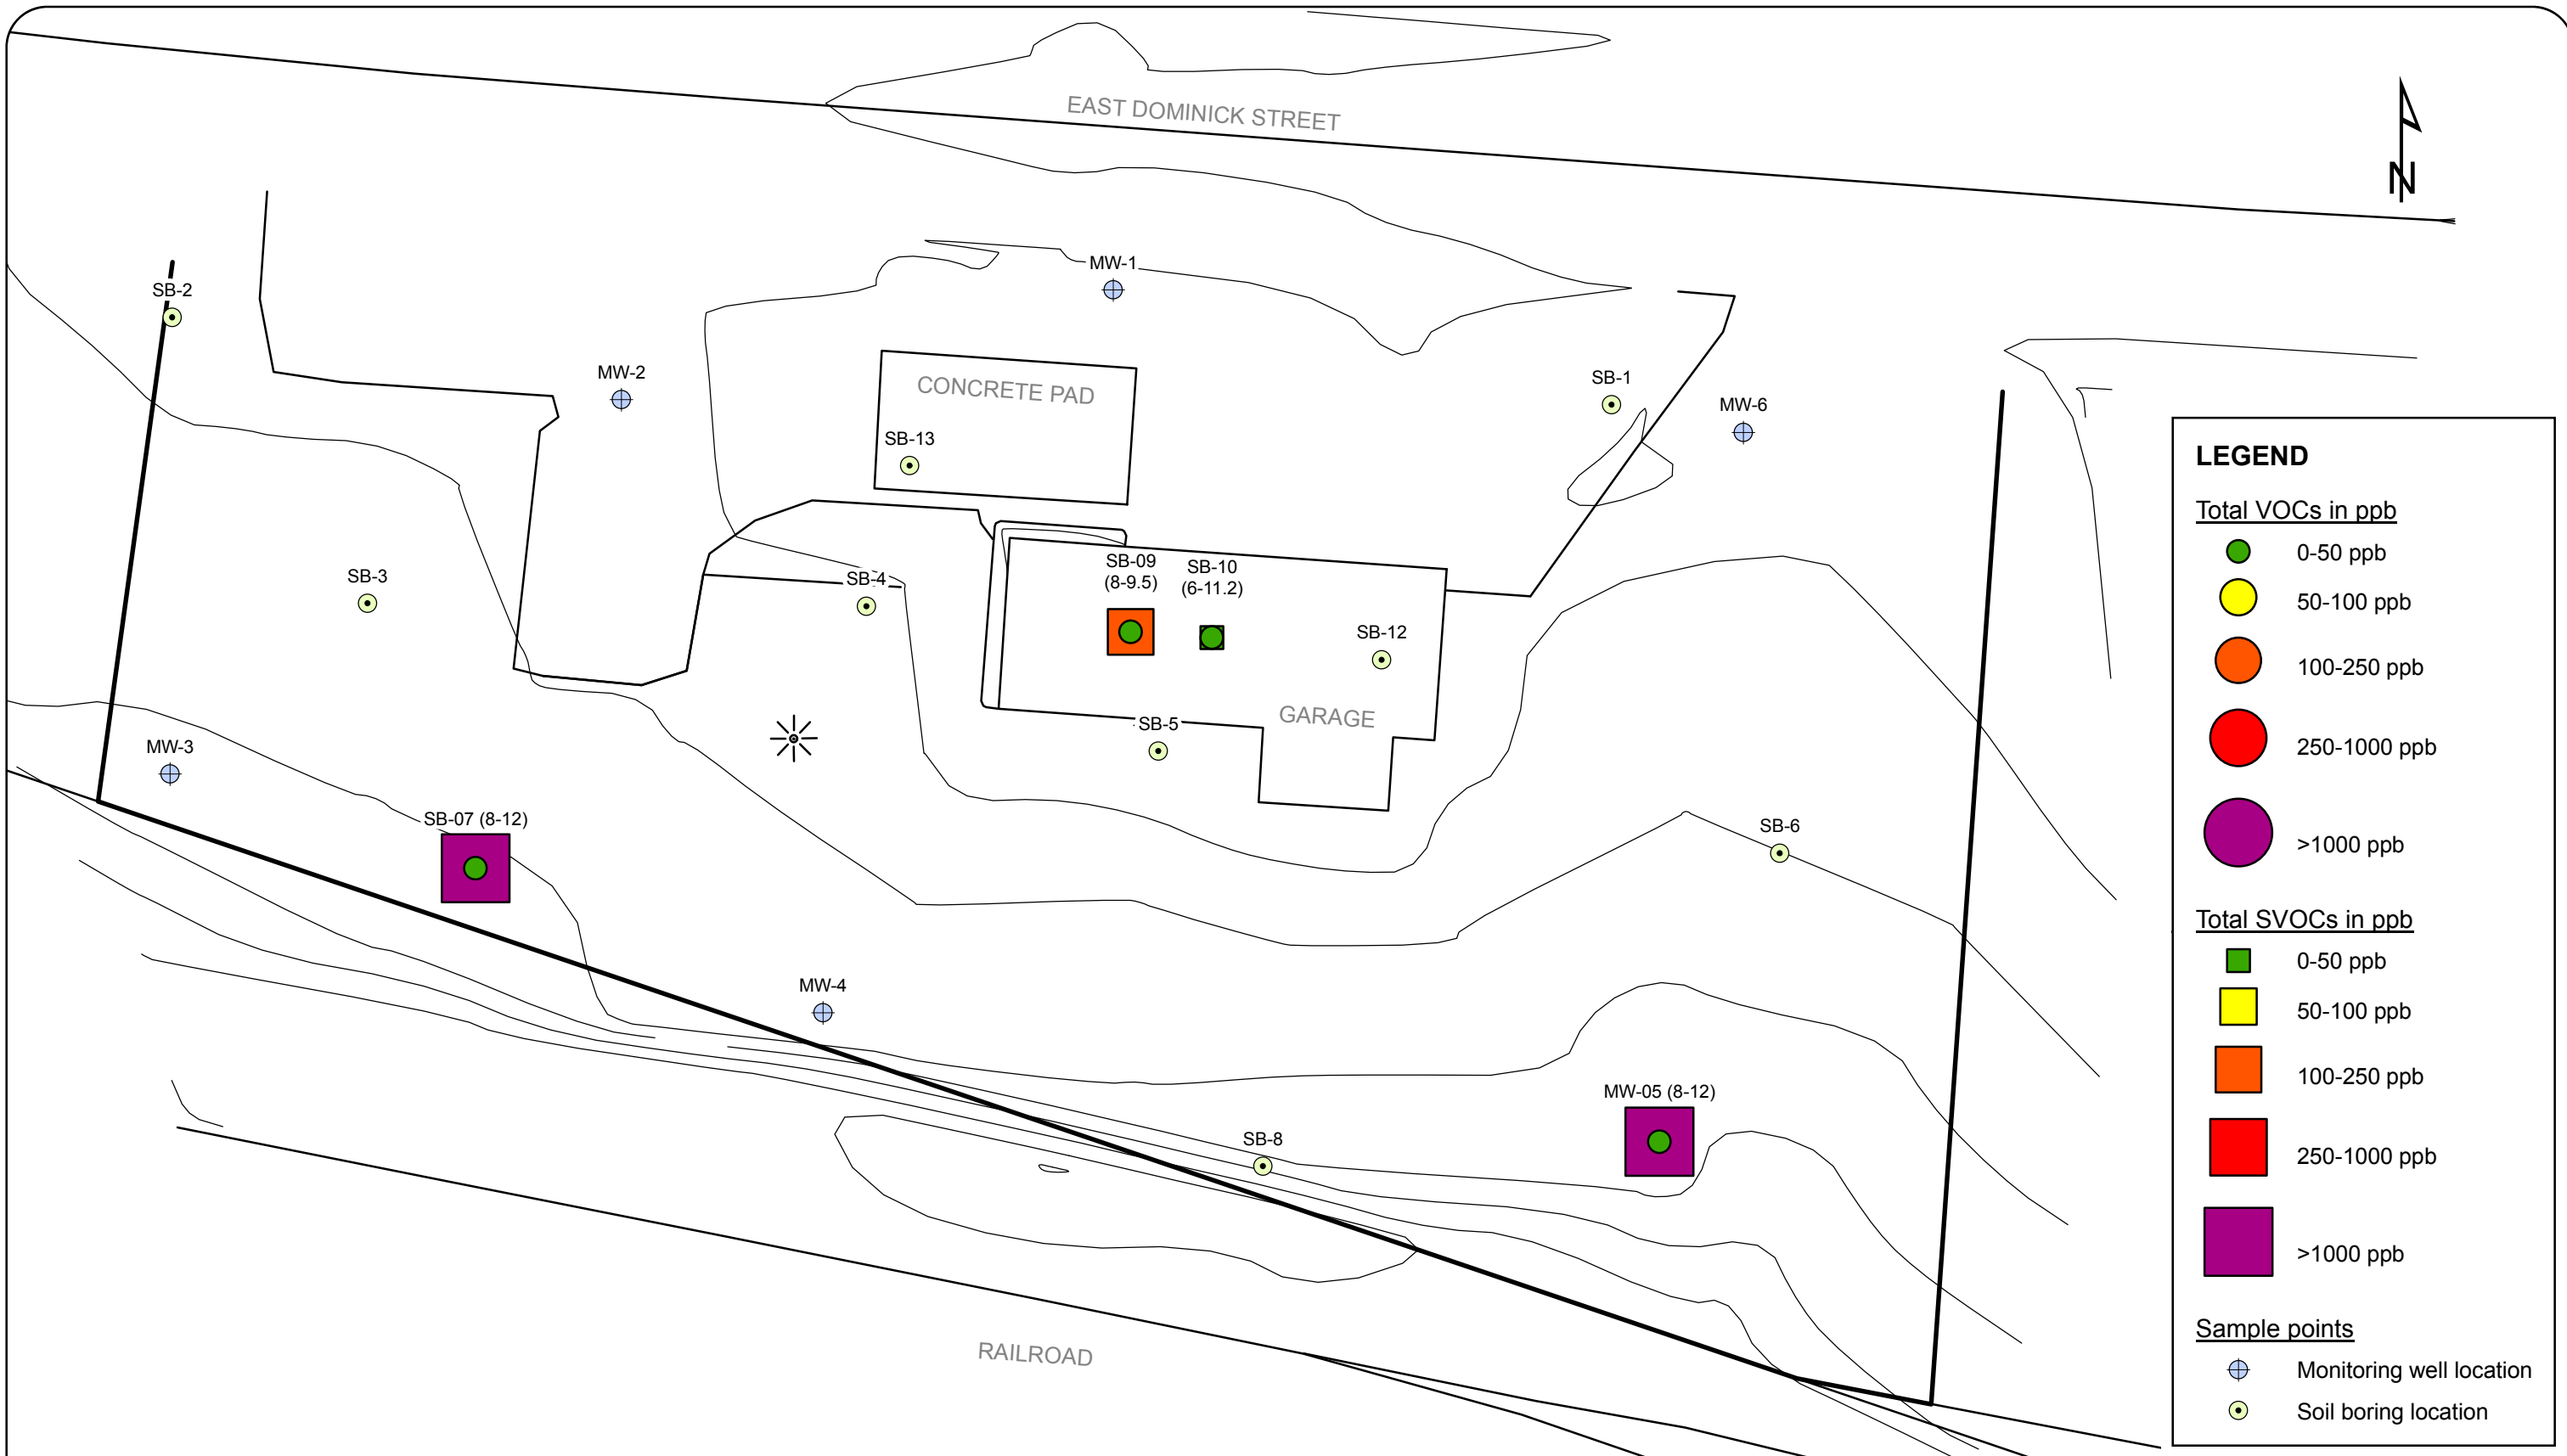 EAST DOMINICK STREET
N
MW-1
SB-2
MW-2
CONCRETE PAD
SB-1
MW-6
SB-13
SB-3
SB-4
SB-09
(8-9.5)
SB-10
(6-11.2)
SB-12
GARAGE
SB-5
MW-3
SB-07 (8-12)
SB-6
MW-4
MW-05 (8-12)
SB-8
RAILROAD
LEGEND
Total VOCs in ppb
0-50 ppb
50-100 ppb
100-250 ppb
250-1000 ppb
>1000 ppb
Total SVOCs in ppb
0-50 ppb
50-100 ppb
100-250 ppb
250-1000 ppb
>1000 ppb
Sample points
Monitoring well location
Soil boring location